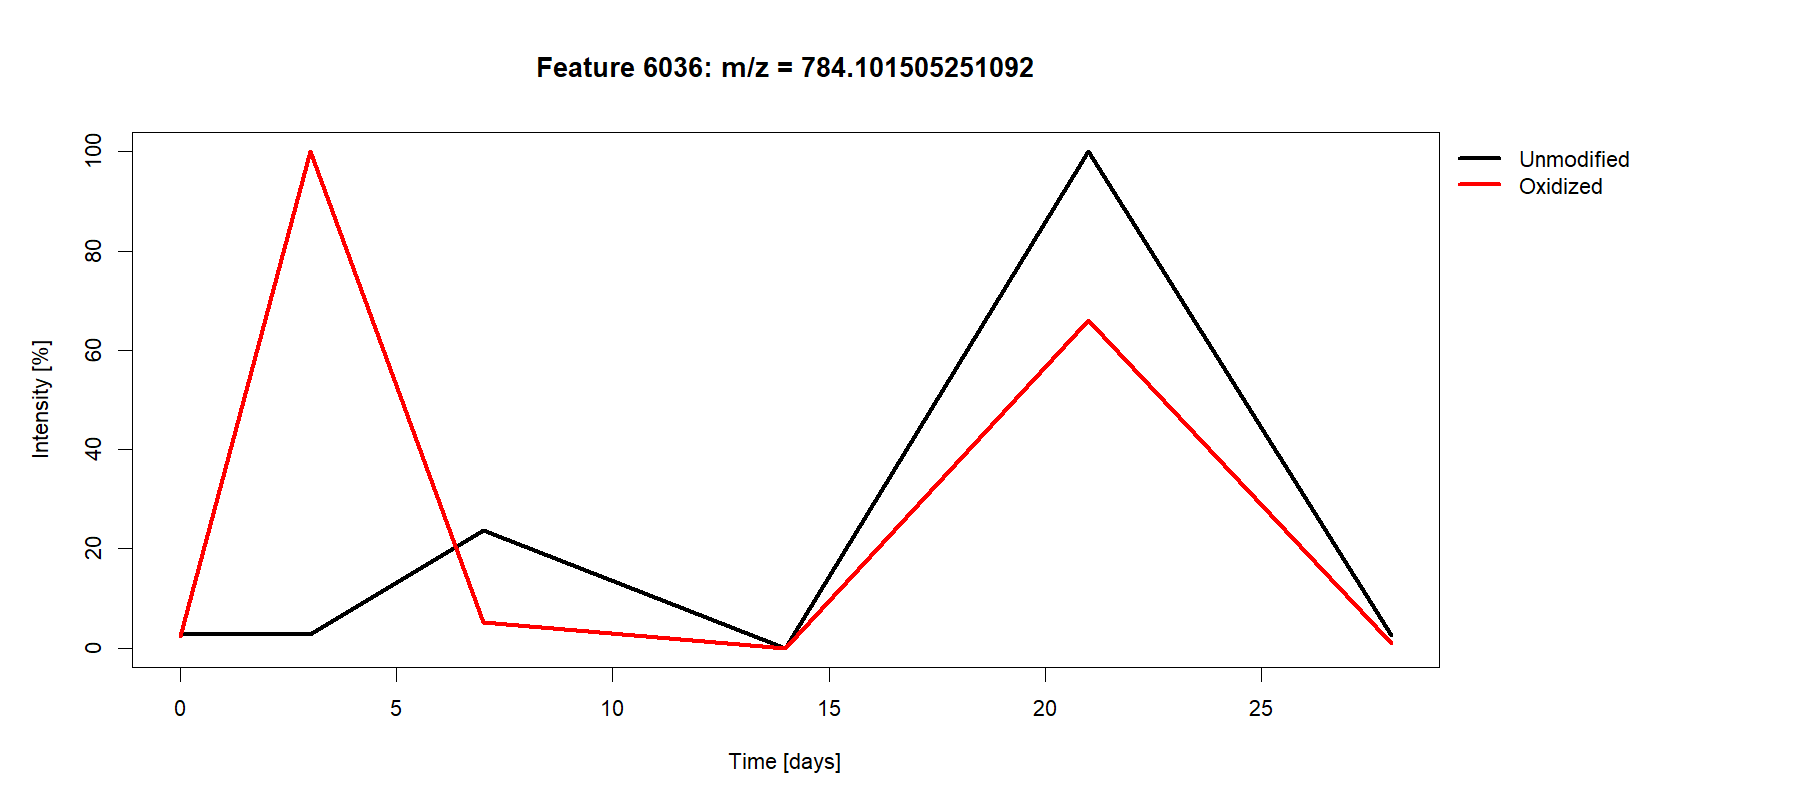 Feature 6036: m/z = 784.101505251092
Unmodified
Oxidized
Intensity [%]
100
80
60
40
20
0
0 5 10 15 20 25
Time [days]